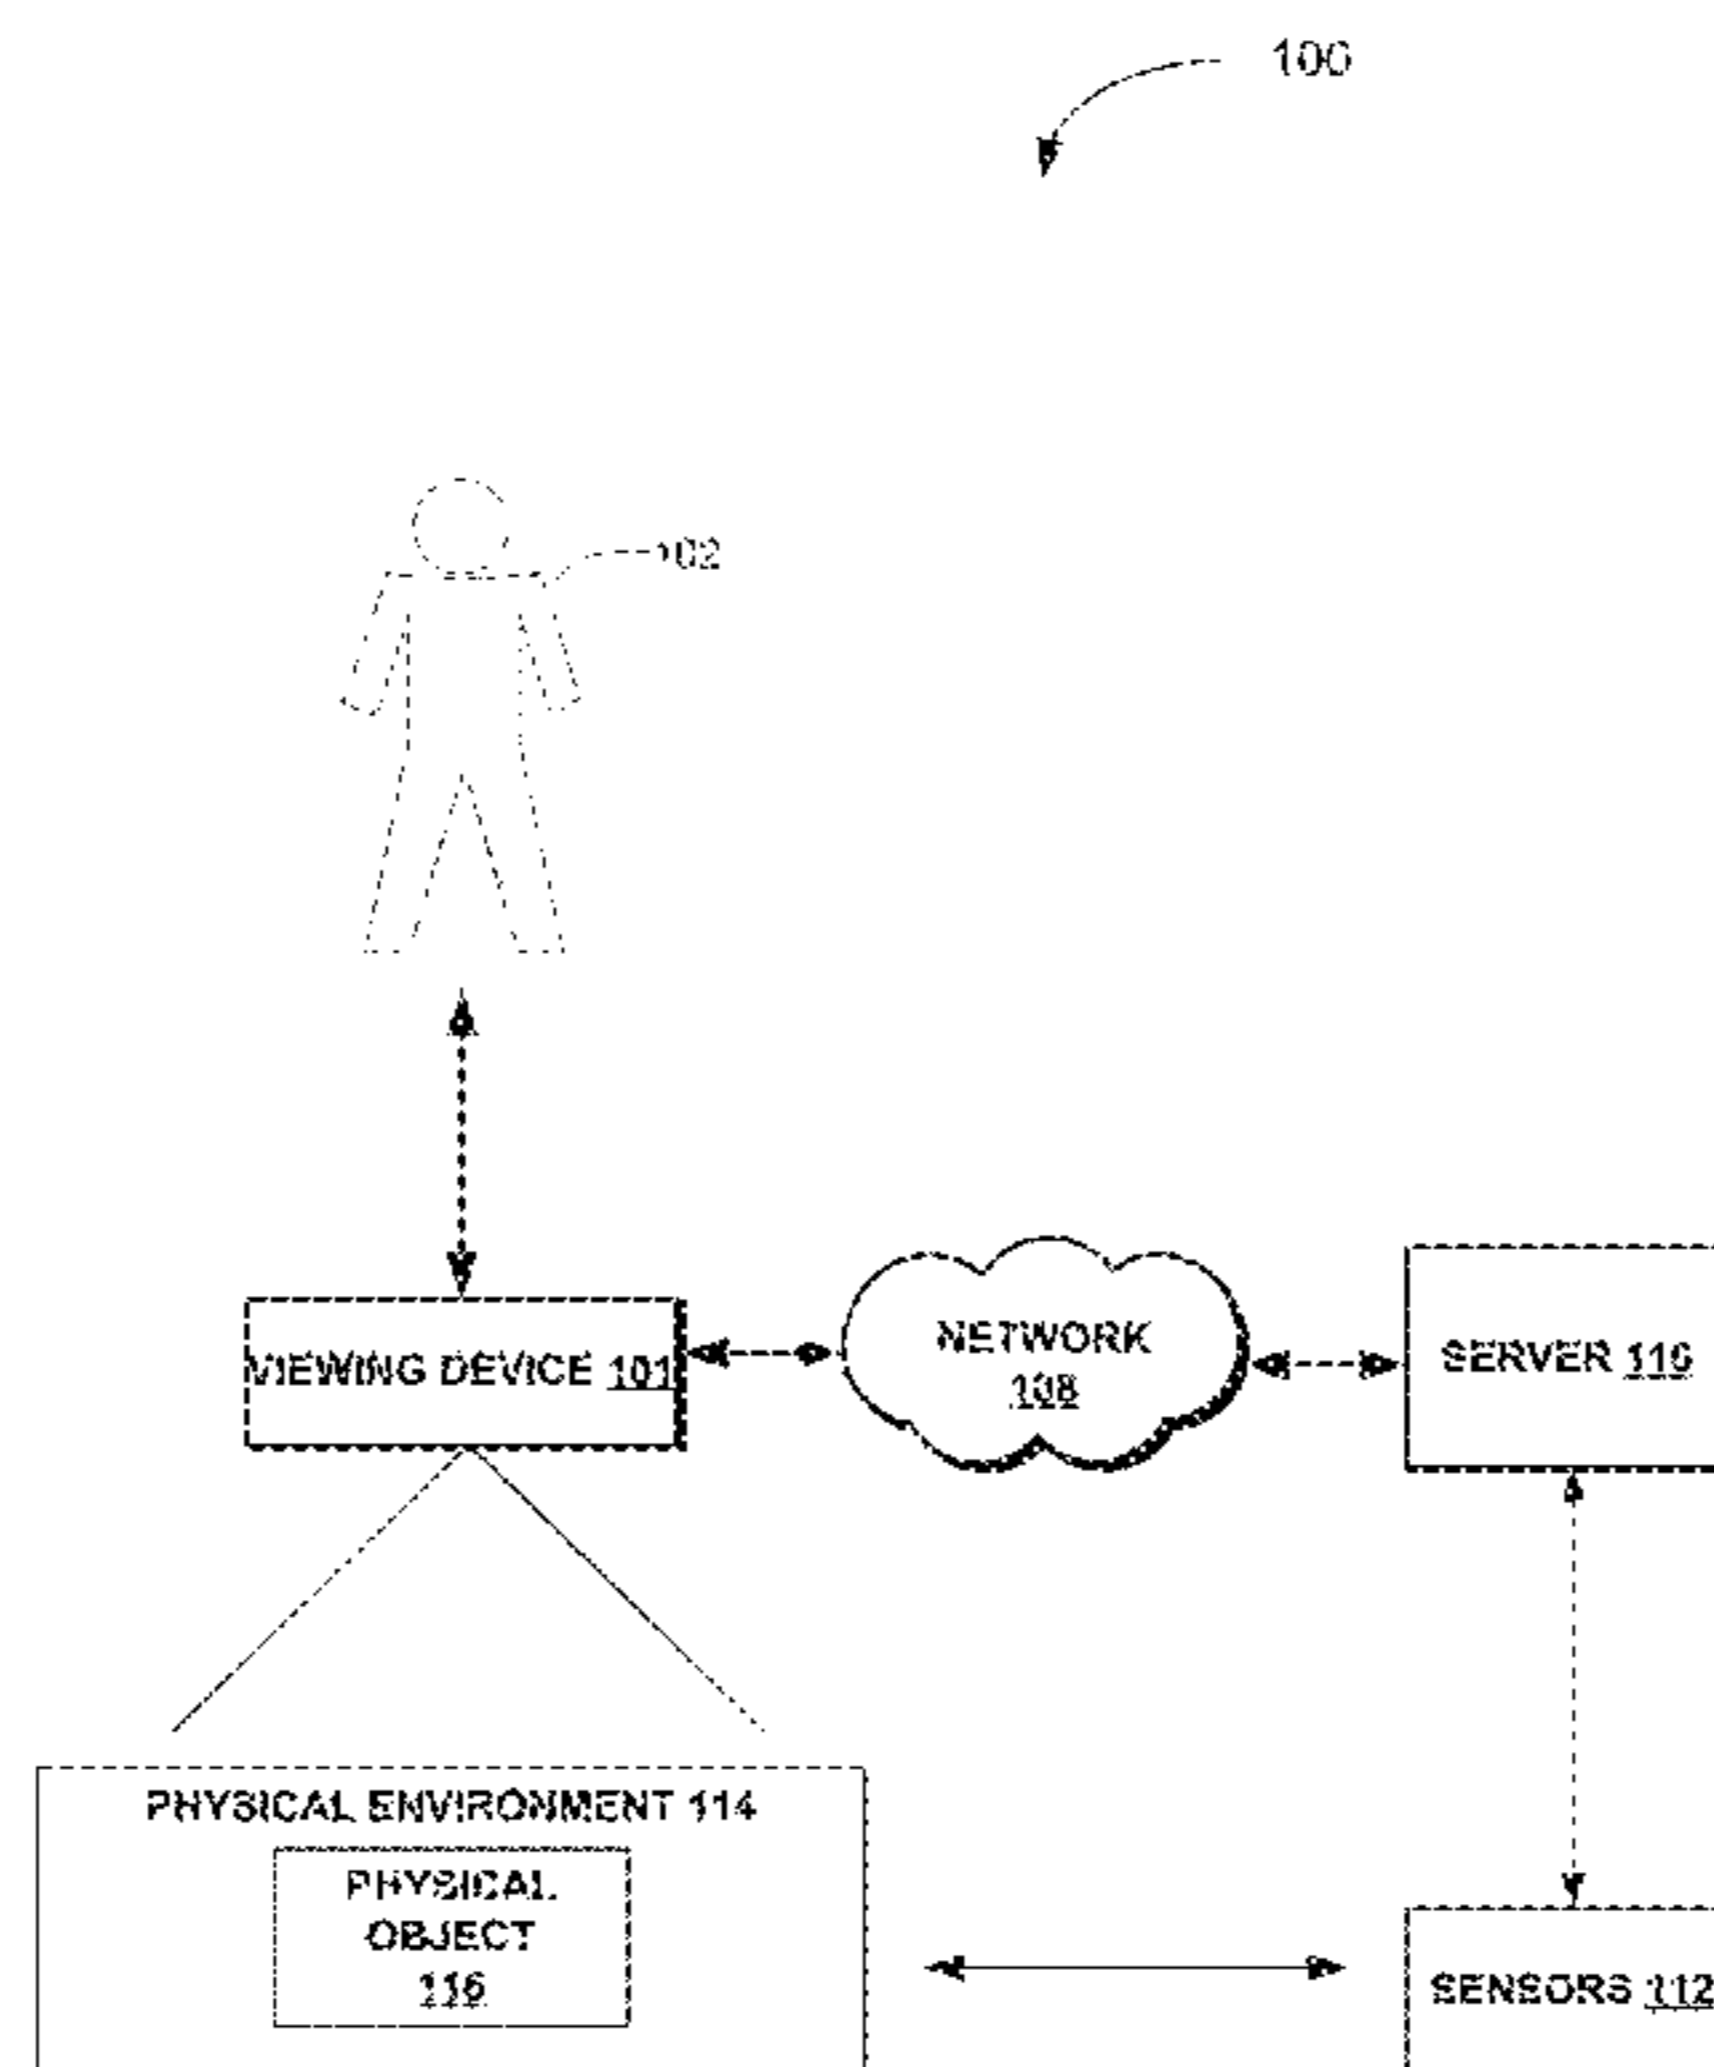 100
102
VIEWING DEVICE 101
NETWORK
108
SERVER 110
PHYSICAL ENVIRONMENT 114
PHYSICAL
OBJECT
116
SENSORS 112